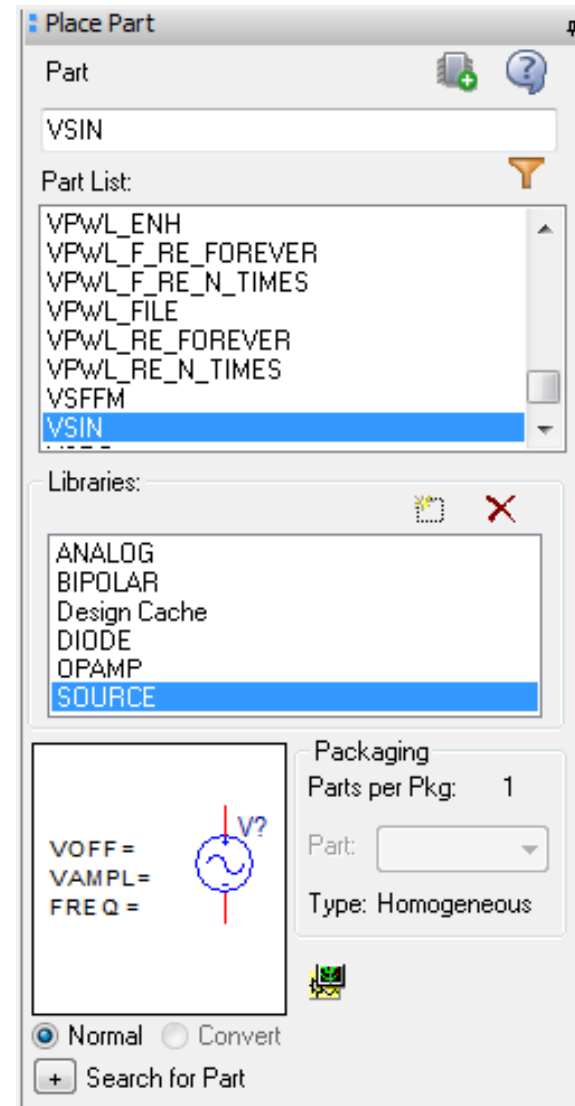 Place Part
Part
VSIN
Part List:
VPWL_ENH
VPWL_F_RE_FOREVER
VPWL_F_RE_N_TIMES
VPWL_FILE
VPWL_RE_FOREVER
VPWL_RE_N_TIMES
VSFFM
VSIN
Libraries:
ANALOG
BIPOLAR
Design Cache
DIODE
OPAMP
SOURCE
V?
VOFF =
VAMPL=
FREQ =
Packaging
Parts per Pkg: 1
Part:
Type: Homogeneous
Normal Convert
+ Search for Part